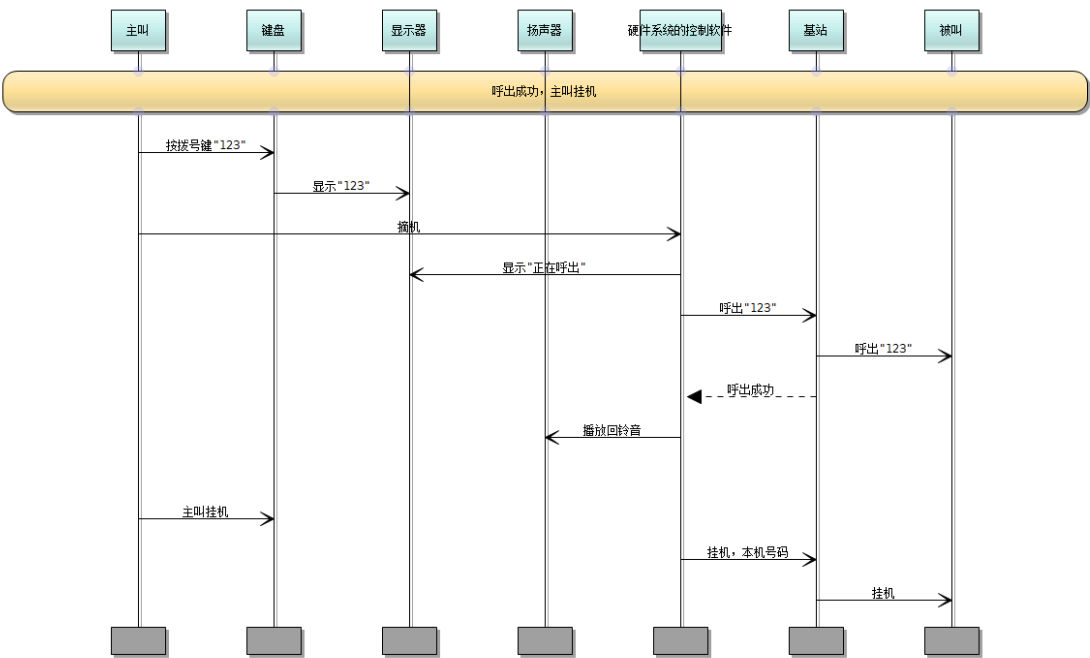 主叫
键盘
显示器
扬声器
硬件系统的控制软件
基站
被叫
呼出成功，主叫挂机
按拨号键"123"
显示"123"
摘机
显示"正在呼出"
呼出"123"
呼出"123"
呼出成功
播放回铃音
主叫挂机
挂机，本机号码
挂机